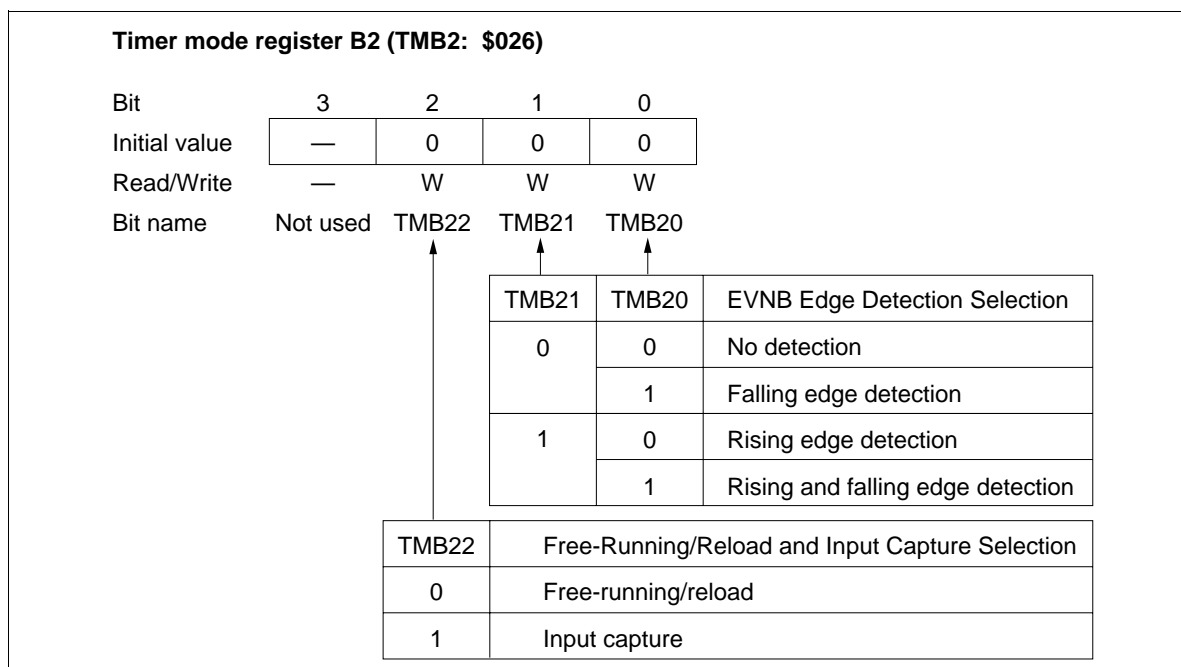 Timer mode register B2 (TMB2: $026)
Bit 3 2 1 0
Initial value — 0 0 0
Read/Write — W W W
Bit name Not used TMB22 TMB21 TMB20
TMB21 TMB20 EVNB Edge Detection Selection
0 0 No detection
1 Falling edge detection
1 0 Rising edge detection
1 Rising and falling edge detection
TMB22 Free-Running/Reload and Input Capture Selection
0 Free-running/reload
1 Input capture